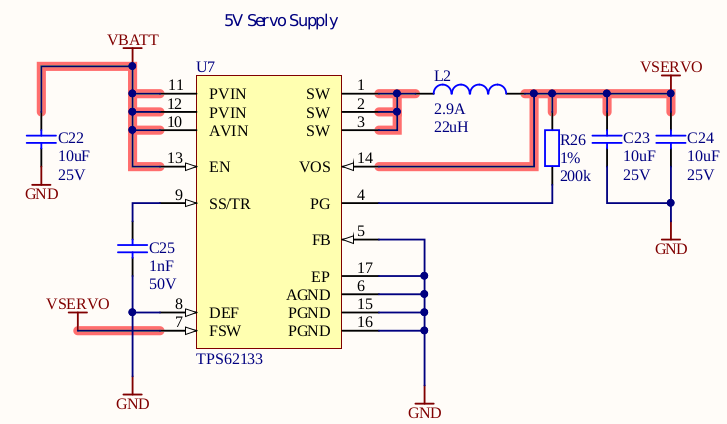 5V Servo Supply
VBATT
U7
11 PVIN SW 1
12 PVIN SW 2
10 AVIN SW 3
13 EN VOS 14
9 SS/TR PG 4
FB 5
EP 17
AGND 6
8 DEF PGND 15
7 FSW PGND 16
TPS62133
C22
10uF
25V
GND
C25
1nF
50V
VSERVO
GND
L2
2.9A
22uH
VSERVO
R26
1%
200k
C23
10uF
25V
C24
10uF
25V
GND
GND